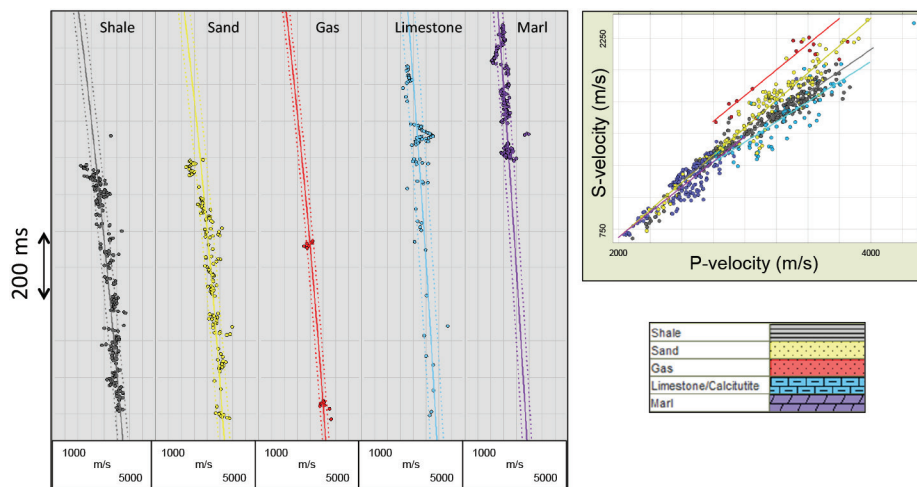 Shale Sand Gas Limestone Marl
200 ms
1000 1000 1000 1000 1000
m/s m/s m/s m/s m/s
5000 5000 5000 5000 5000
S-velocity (m/s)
2250
750
2000 4000
P-velocity (m/s)
Shale
Sand
Gas
Limestone/Calcitutite
Marl